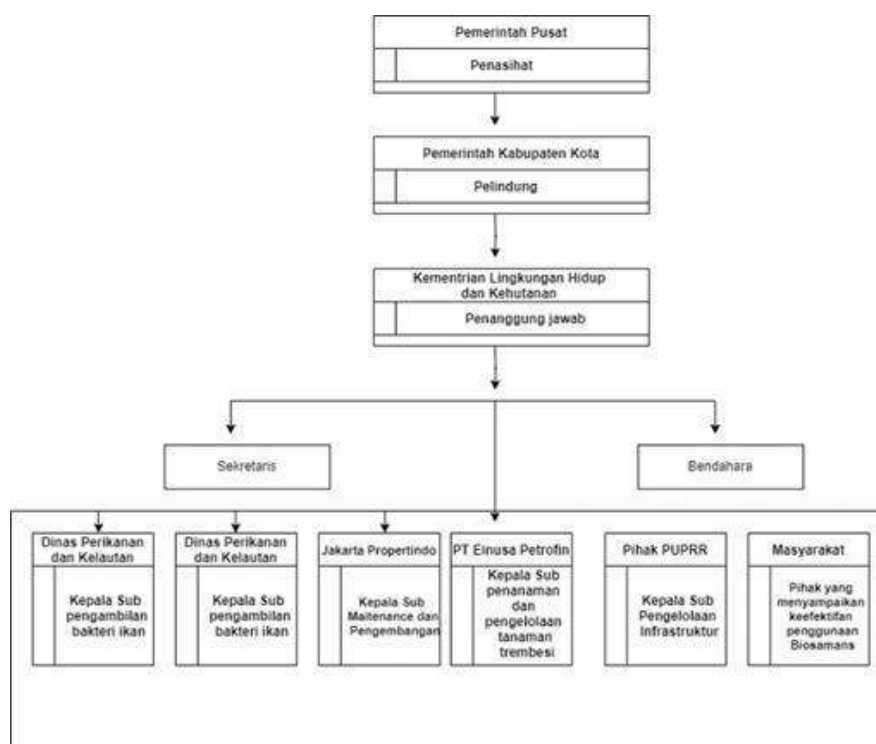 Pemerintah Pusat
Penasihat
Pemerintah Kabupaten Kota
Pelindung
Kementrian Lingkungan Hidup
dan Kehutanan
Penanggung jawab
Sekretaris
Bendahara
Dinas Perikanan
dan Kelautan
Kepala Sub
pengambilan
bakteri ikan
Dinas Perikanan
dan Kelautan
Kepala Sub
pengambilan
bakteri ikan
Jakarta Propertindo
Kepala Sub
Maitenance dan
Pengembangan
PT Elnusa Petrofin
Kepala Sub
penanaman
dan
pengelolaan
tanaman
trembesi
Pihak PUPRR
Kepala Sub
Pengelolaan
Infrastruktur
Masyarakat
Pihak yang
menyampaikan
keefektifan
penggunaan
Biosamans